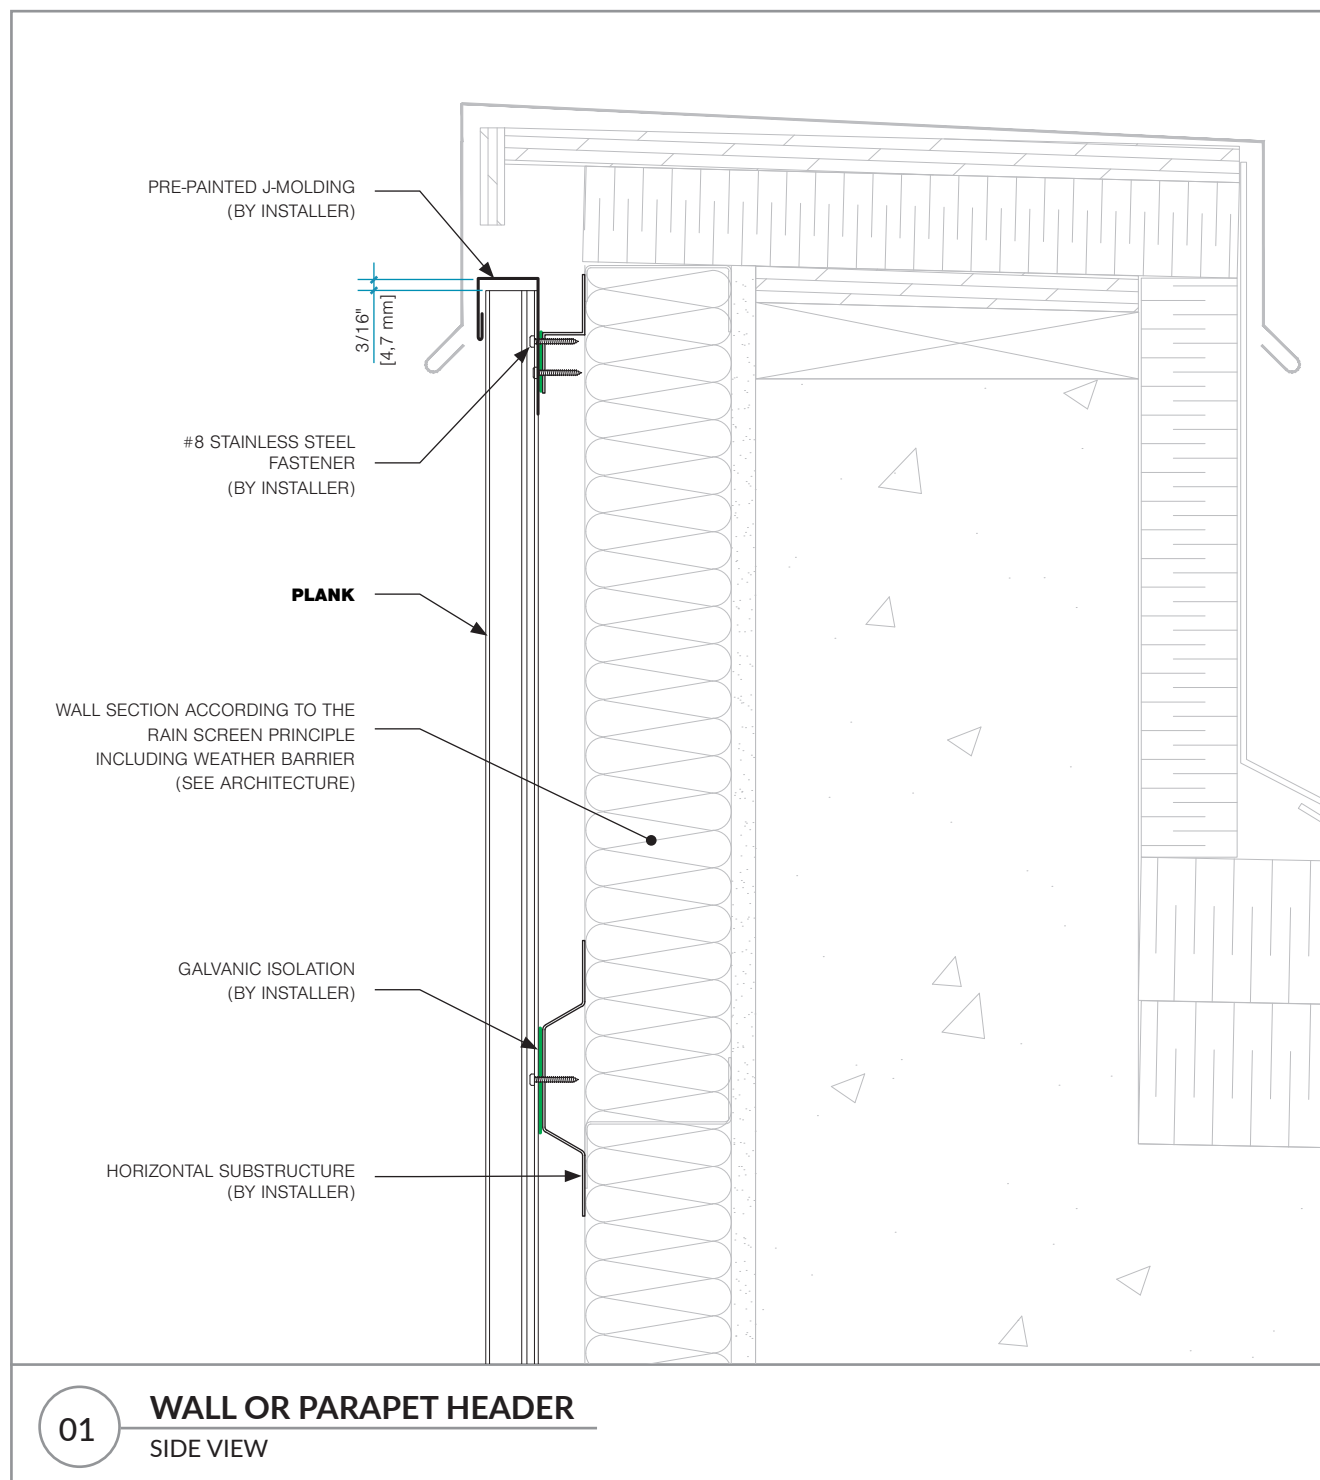 PRE-PAINTED J-MOLDING
(BY INSTALLER)
3/16"
[4,7 mm]
#8 STAINLESS STEEL
FASTENER
(BY INSTALLER)
PLANK
WALL SECTION ACCORDING TO THE
RAIN SCREEN PRINCIPLE
INCLUDING WEATHER BARRIER
(SEE ARCHITECTURE)
GALVANIC ISOLATION
(BY INSTALLER)
HORIZONTAL SUBSTRUCTURE
(BY INSTALLER)
01
WALL OR PARAPET HEADER
SIDE VIEW